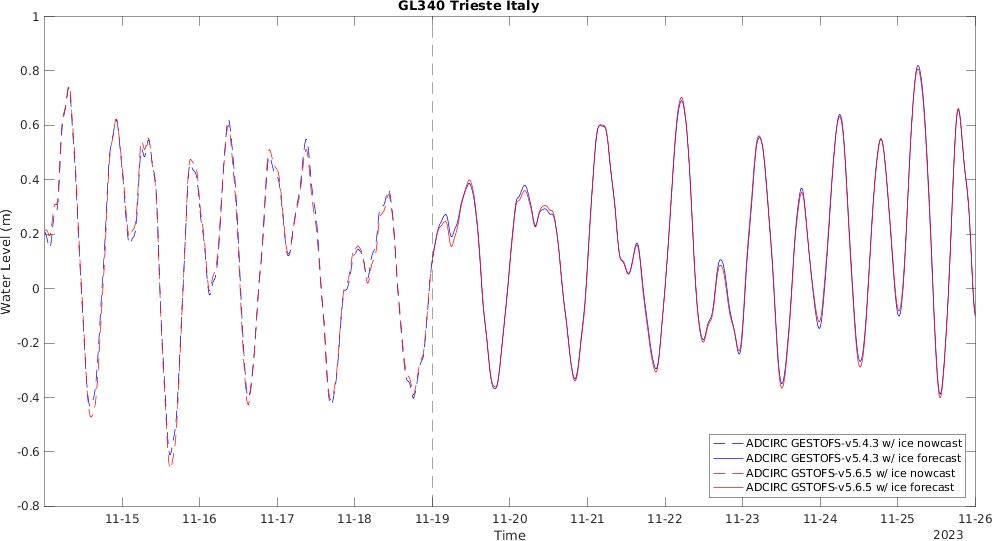 GL340 Trieste Italy
1
0.8
0.6
0.4
0.2
0
-0.2
-0.4
-0.6
-0.8
Water Level (m)
ADCIRC GESTOFS-v5.4.3 w/ ice nowcast
ADCIRC GESTOFS-v5.4.3 w/ ice forecast
ADCIRC GSTOFS-v5.6.5 w/ ice nowcast
ADCIRC GSTOFS-v5.6.5 w/ ice forecast
11-15 11-16 11-17 11-18 11-19 11-20 11-21 11-22 11-23 11-24 11-25 11-26
Time
2023